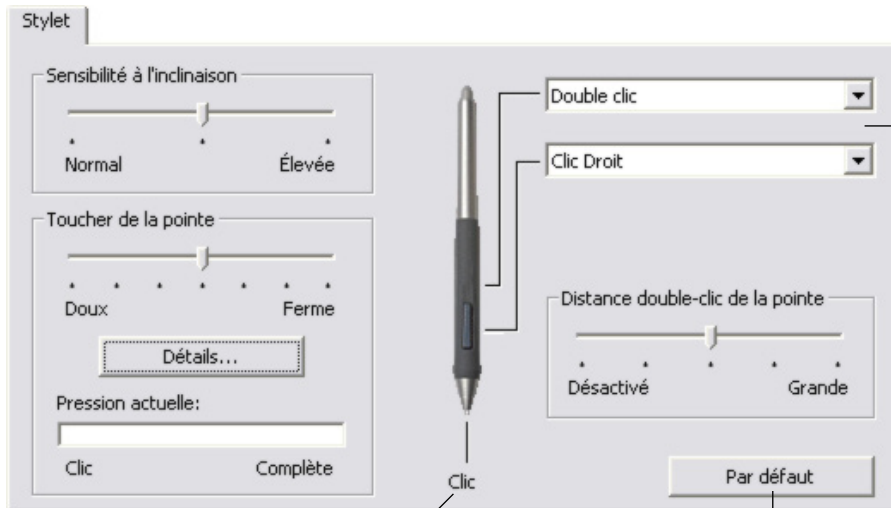 Stylet
Sensibilité à l'inclinaison
Normal Élevée
Toucher de la pointe
Doux Ferme
Détails...
Pression actuelle:
Clic Complète
Double clic
Clic Droit
Clic
Distance double-clic de la pointe
Désactivé Grande
Par défaut